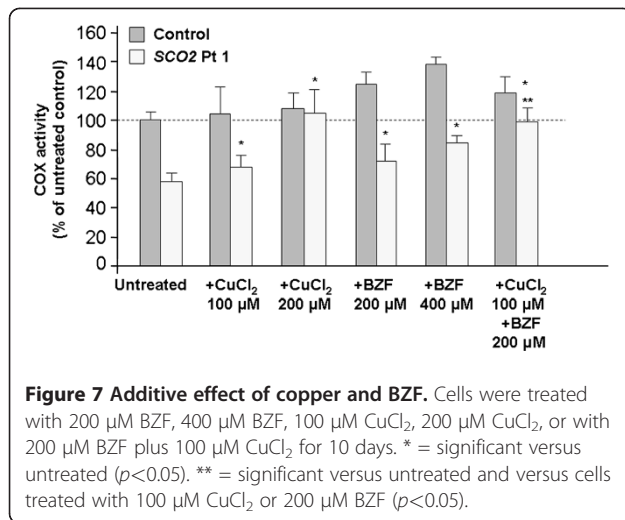 Control
SCO2 Pt 1
COX activity
(% of untreated control)
160
140
120
100
80
60
40
20
0
*
*
*
*
*
**
Untreated
+CuCl₂
100 µM
+CuCl₂
200 µM
+BZF
200 µM
+BZF
400 µM
+CuCl₂
100 µM
+BZF
200 µM
Figure 7 Additive effect of copper and BZF. Cells were treated
with 200 µM BZF, 400 µM BZF, 100 µM CuCl₂, 200 µM CuCl₂, or with
200 µM BZF plus 100 µM CuCl₂ for 10 days. * = significant versus
untreated (p<0.05). ** = significant versus untreated and versus cells
treated with 100 µM CuCl₂ or 200 µM BZF (p<0.05).